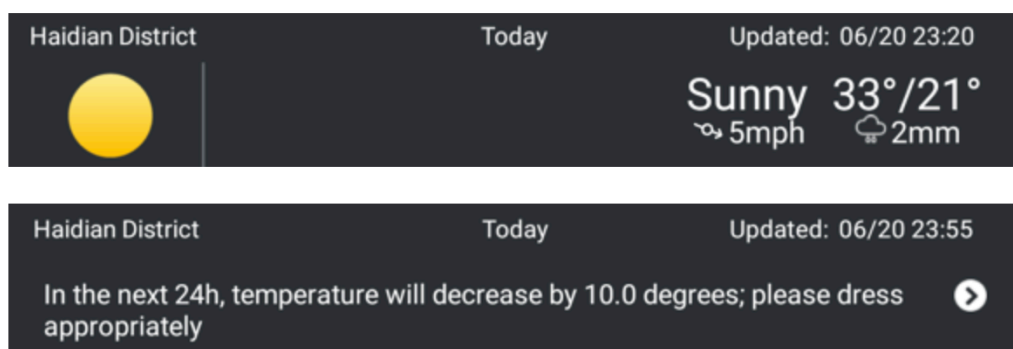 Haidian District Today Updated: 06/20 23:20
Sunny 33°/21°
5mph 2mm
Haidian District Today Updated: 06/20 23:55
In the next 24h, temperature will decrease by 10.0 degrees; please dress
appropriately